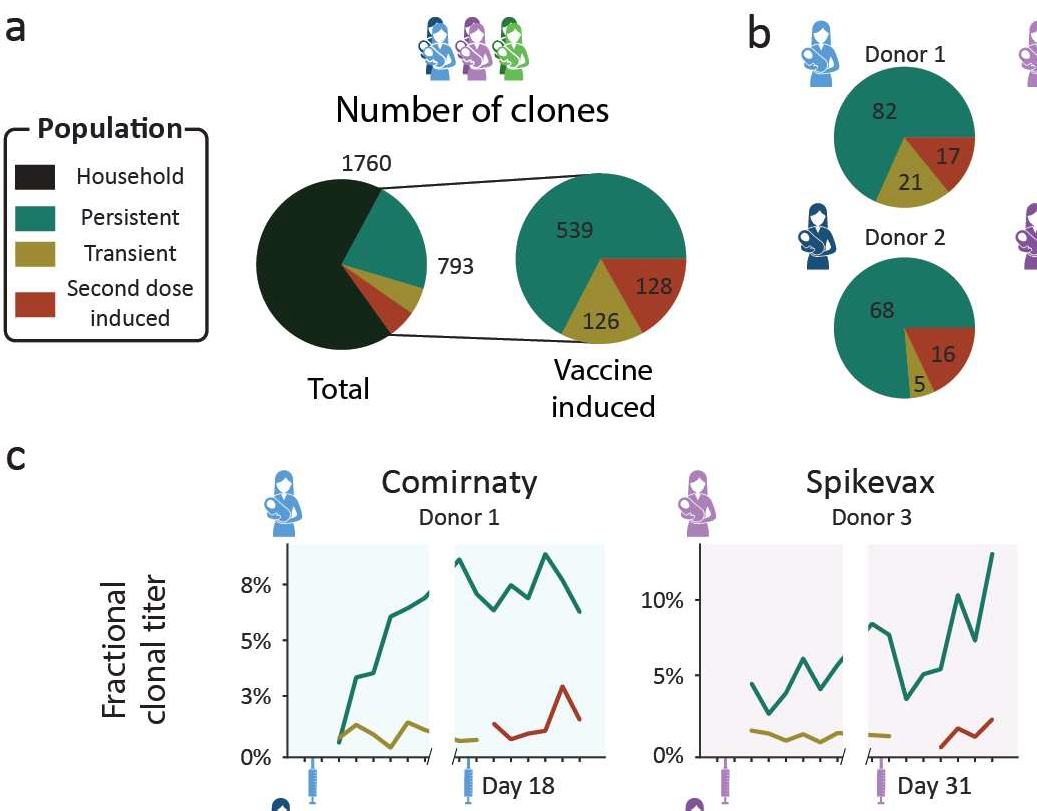 a
Number of clones
Population
Household
Persistent
Transient
Second dose
induced
1760
793
Total
539
128
126
Vaccine
induced
b
Donor 1
82
17
21
Donor 2
68
16
5
c
Comirnaty
Donor 1
Fractional
clonal titer
8%
5%
3%
0%
Day 18
Spikevax
Donor 3
10%
5%
0%
Day 31